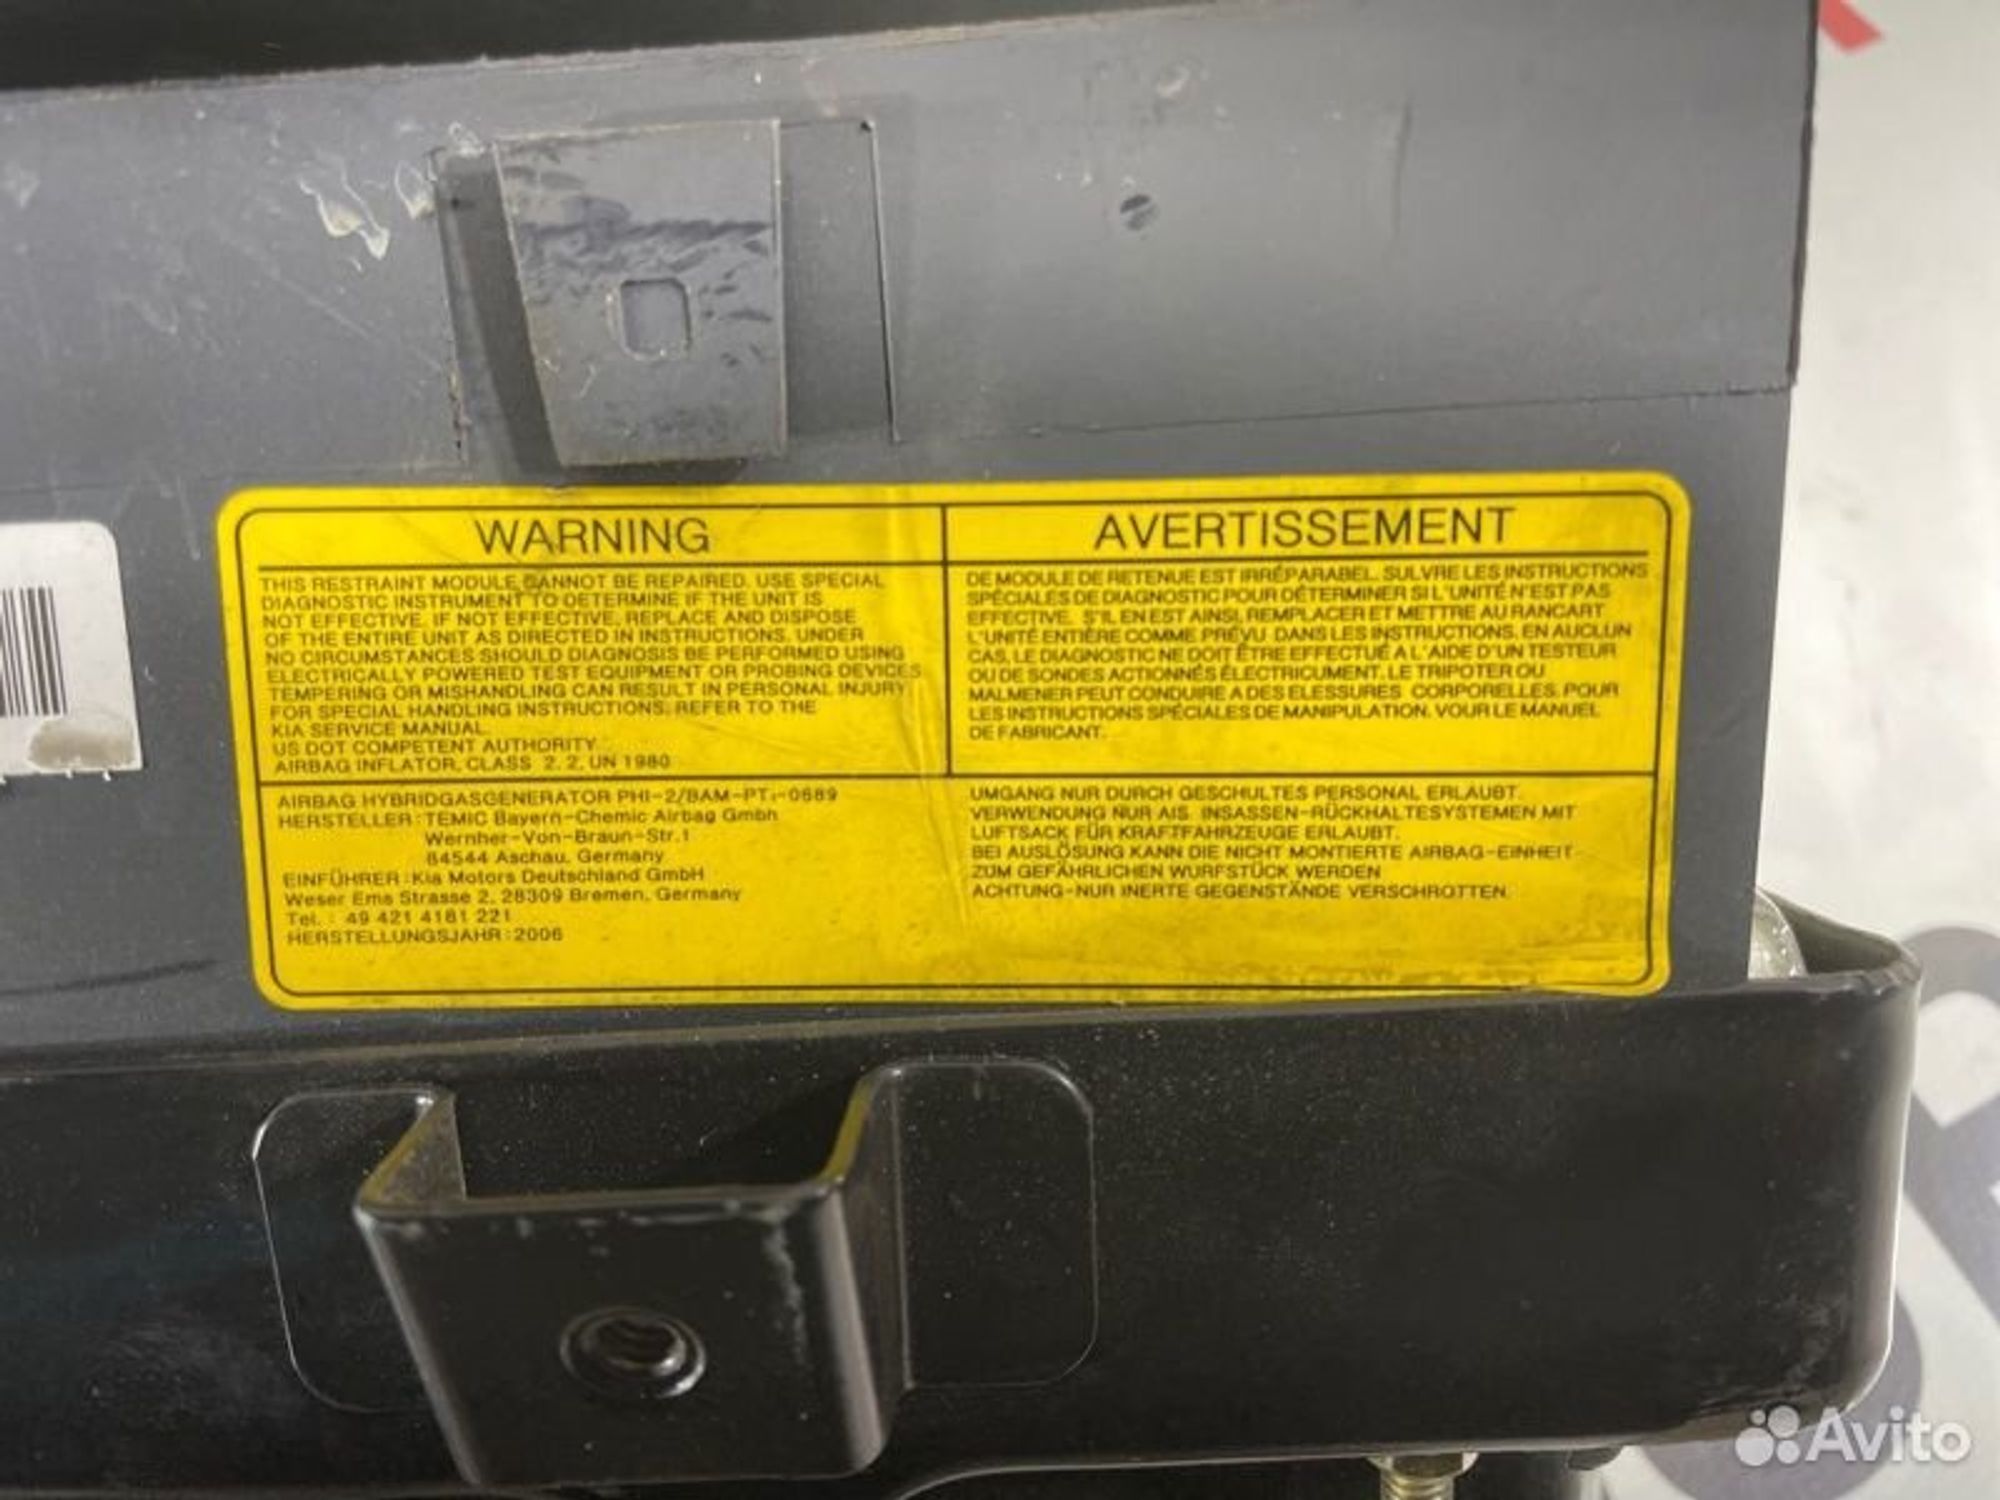 WARNING
THIS RESTRAINT MODULE CANNOT BE REPAIRED. USE SPECIAL
DIAGNOSTIC INSTRUMENT TO DETERMINE IF THE UNIT IS
NOT EFFECTIVE. IF NOT EFFECTIVE, REPLACE AND DISPOSE
OF THE ENTIRE UNIT AS DIRECTED IN INSTRUCTIONS. UNDER
NO CIRCUMSTANCES SHOULD DIAGNOSIS BE PERFORMED USING
ELECTRICALLY POWERED TEST EQUIPMENT OR PROBING DEVICES
TEMPERING OR MISHANDLING CAN RESULT IN PERSONAL INJURY
FOR SPECIAL HANDLING INSTRUCTIONS. REFER TO THE
KIA SERVICE MANUAL.
US DOT COMPETENT AUTHORITY
AIRBAG INFLATOR, CLASS 2. 2, UN 1980
AVERTISSEMENT
DE MODULE DE RETENUE EST IRRÉPARABEL. SULVRE LES INSTRUCTIONS
SPÉCIALES DE DIAGNOSTIC POUR DÉTERMINER SI L'UNITÉ N'EST PAS
EFFECTIVE. S'IL EN EST AINSI, REMPLACER ET METTRE AU RANCART
L'UNITÉ ENTIÈRE COMME PRÉVU DANS LES INSTRUCTIONS. EN AUCLUN
CAS, LE DIAGNOSTIC NE DOIT ÊTRE EFFECTUÉ A L'AIDE D'UN TESTEUR
OU DE SONDES ACTIONNÉS ÉLECTRICUMENT. LE TRIPOTER OU
MALMENER PEUT CONDUIRE A DES ELESSURES CORPORELLES. POUR
LES INSTRUCTIONS SPÉCIALES DE MANIPULATION. VOUR LE MANUEL
DE FABRICANT.
AIRBAG HYBRIDGASGENERATOR PHI-2/BAM-PT1-0689
HERSTELLER : TEMIC Bayern-Chemic Airbag Gmbh
Wernher-Von-Braun-Str.1
84544 Aschau, Germany
EINFÜHRER : Kia Motors Deutschland GmbH
Weser Ems Strasse 2, 28309 Bremen, Germany
Tel. : 49 421 4181 221
HERSTELLUNGSJAHR : 2006
UMGANG NUR DURCH GESCHULTES PERSONAL ERLAUBT.
VERWENDUNG NUR AlS. INSASSEN-RÜCKHALTESYSTEMEN MIT
LUFTSACK FÜR KRAFTFAHRZEUGE ERLAUBT.
BEI AUSLÖSUNG KANN DIE NICHT MONTIERTE AIRBAG-EINHEIT
ZUM GEFÄHRLICHEN WURFSTÜCK WERDEN
ACHTUNG-NUR INERTE GEGENSTÄNDE VERSCHROTTEN.
Avito